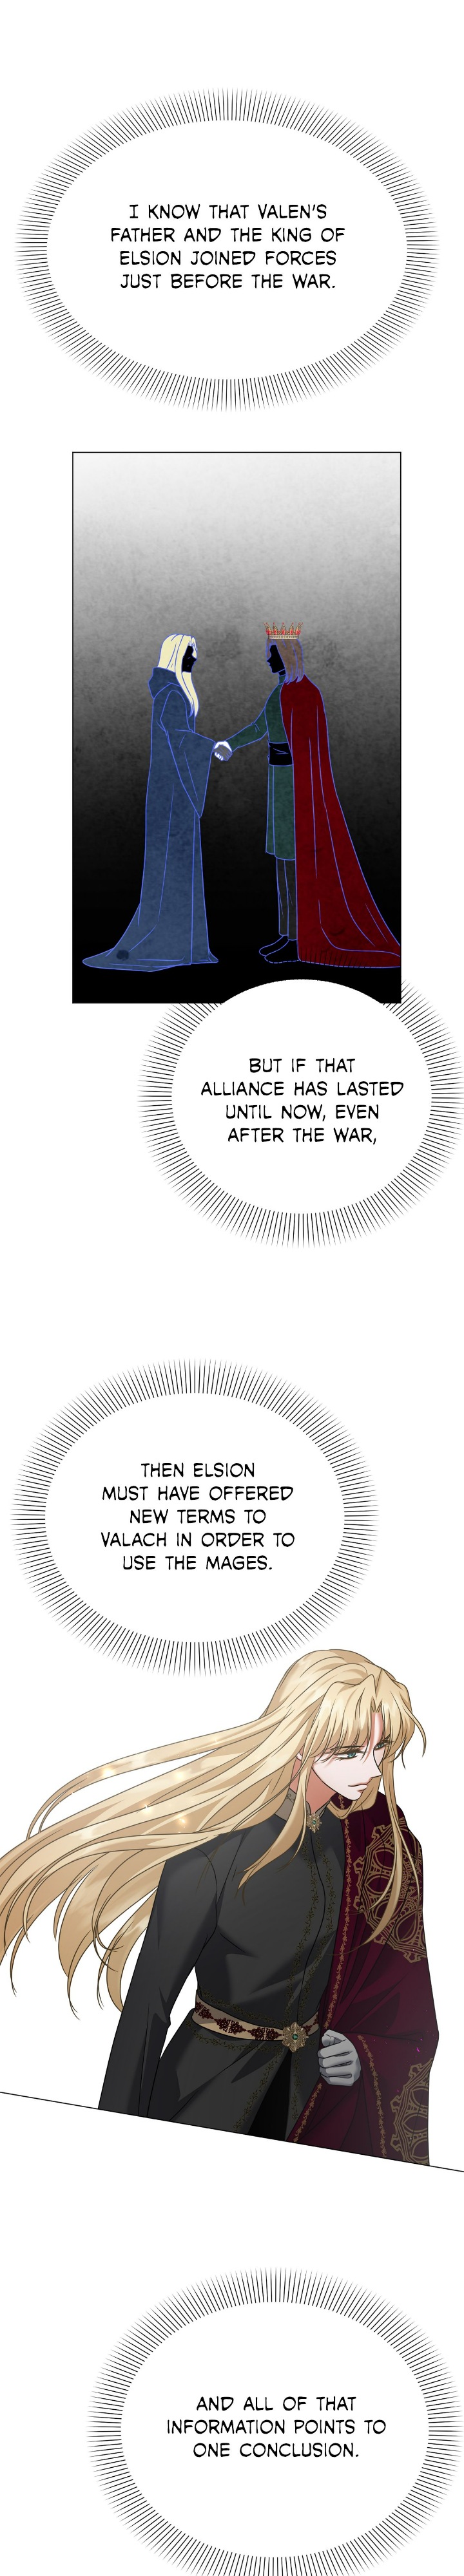 I KNOW THAT VALEN'S
FATHER AND THE KING OF
ELSION JOINED FORCES
JUST BEFORE THE WAR.
BUT IF THAT
ALLIANCE HAS LASTED
UNTIL NOW, EVEN
AFTER THE WAR,
THEN ELSION
MUST HAVE OFFERED
NEW TERMS TO
VALACH IN ORDER TO
USE THE MAGES.
AND ALL OF THAT
INFORMATION POINTS TO
ONE CONCLUSION.